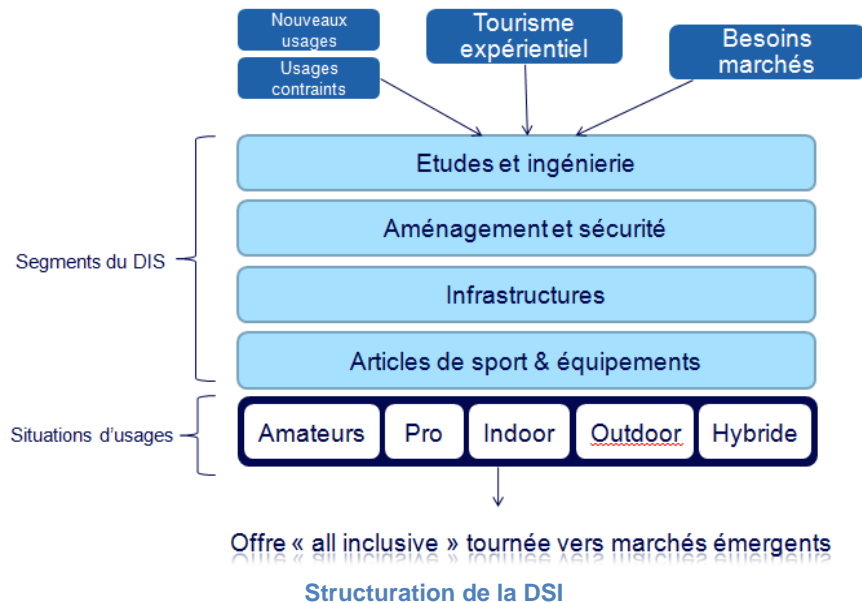 Nouveaux
usages
Usages
contraints
Tourisme
expérientiel
Besoins
marchés
Etudes et ingénierie
Aménagement et sécurité
Segments du DIS
Infrastructures
Articles de sport & équipements
Situations d'usages
Amateurs
Pro
Indoor
Outdoor
Hybride
Offre « all inclusive » tournée vers marchés émergents
Structuration de la DSI